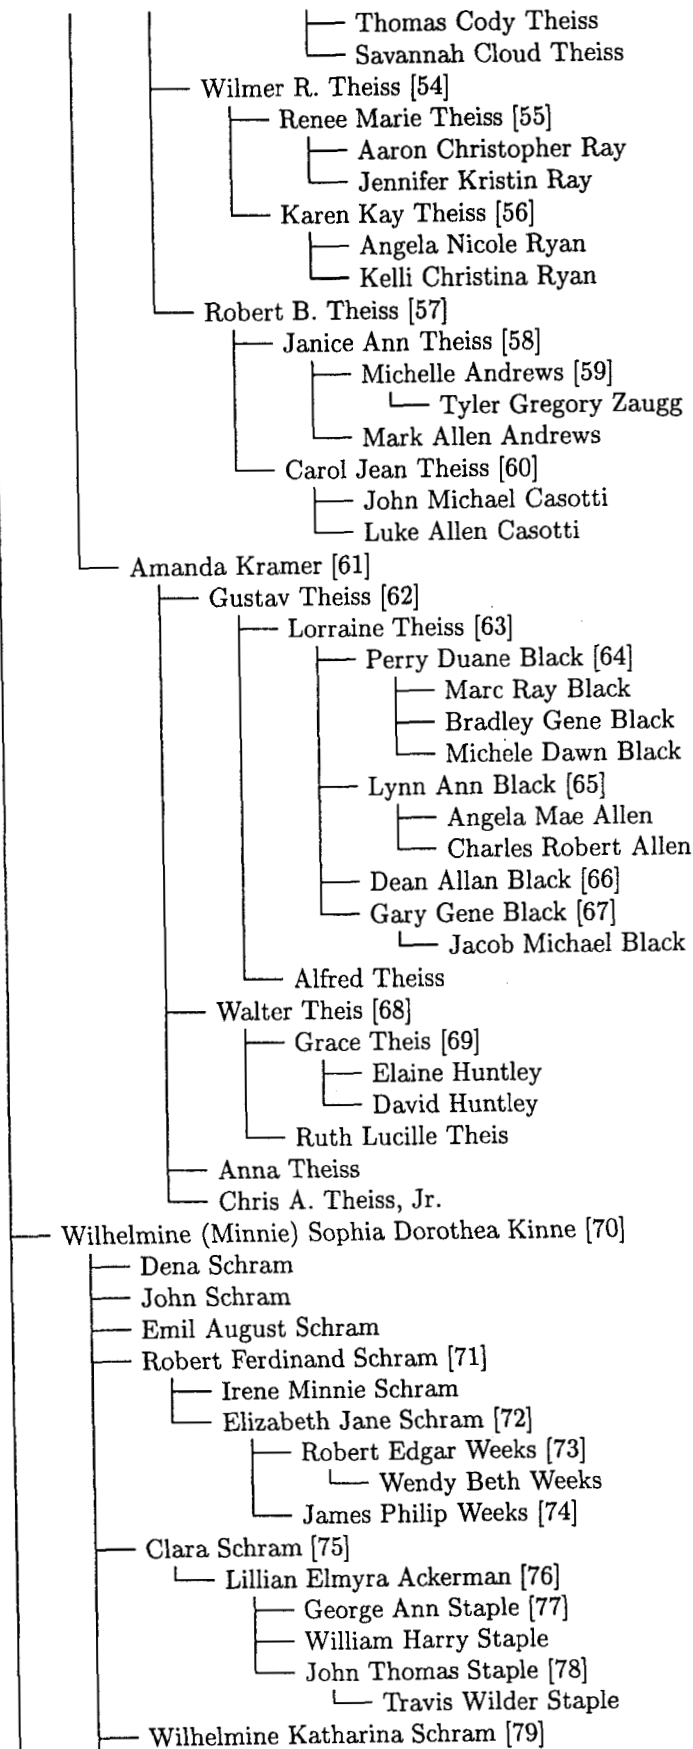 Thomas Cody Theiss
Savannah Cloud Theiss
Wilmer R. Theiss [54]
Renee Marie Theiss [55]
Aaron Christopher Ray
Jennifer Kristin Ray
Karen Kay Theiss [56]
Angela Nicole Ryan
Kelli Christina Ryan
Robert B. Theiss [57]
Janice Ann Theiss [58]
Michelle Andrews [59]
Tyler Gregory Zaugg
Mark Allen Andrews
Carol Jean Theiss [60]
John Michael Casotti
Luke Allen Casotti
Amanda Kramer [61]
Gustav Theiss [62]
Lorraine Theiss [63]
Perry Duane Black [64]
Marc Ray Black
Bradley Gene Black
Michele Dawn Black
Lynn Ann Black [65]
Angela Mae Allen
Charles Robert Allen
Dean Allan Black [66]
Gary Gene Black [67]
Jacob Michael Black
Alfred Theiss
Walter Theis [68]
Grace Theis [69]
Elaine Huntley
David Huntley
Ruth Lucille Theis
Anna Theiss
Chris A. Theiss, Jr.
Wilhelmine (Minnie) Sophia Dorothea Kinne [70]
Dena Schram
John Schram
Emil August Schram
Robert Ferdinand Schram [71]
Irene Minnie Schram
Elizabeth Jane Schram [72]
Robert Edgar Weeks [73]
Wendy Beth Weeks
James Philip Weeks [74]
Clara Schram [75]
Lillian Elmyra Ackerman [76]
George Ann Staple [77]
William Harry Staple
John Thomas Staple [78]
Travis Wilder Staple
Wilhelmine Katharina Schram [79]